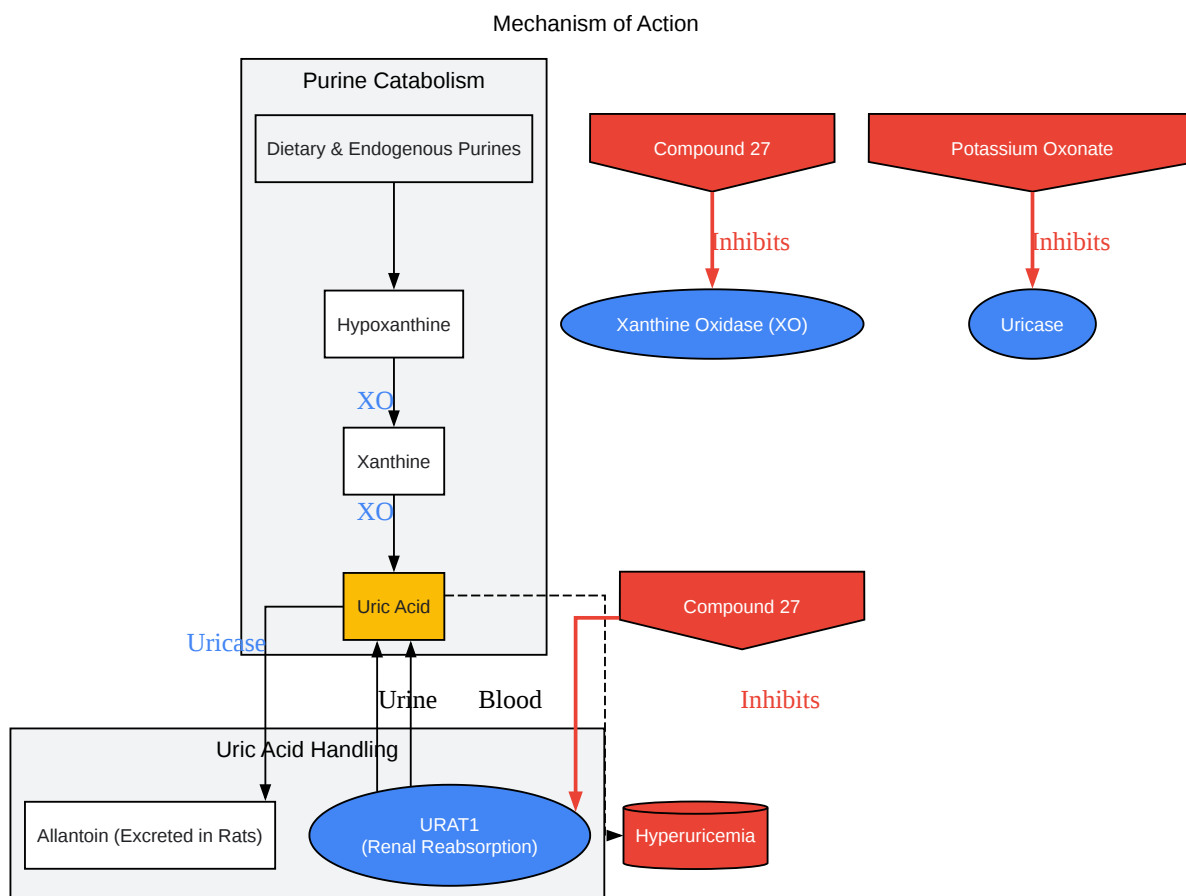 Mechanism of Action
Purine Catabolism
Dietary & Endogenous Purines
Compound 27
Potassium Oxonate
Inhibits
Inhibits
Hypoxanthine
Xanthine Oxidase (XO)
Uricase
XO
Xanthine
XO
Uric Acid
Compound 27
Uricase
Urine
Blood
Inhibits
Uric Acid Handling
Allantoin (Excreted in Rats)
URAT1
(Renal Reabsorption)
Hyperuricemia